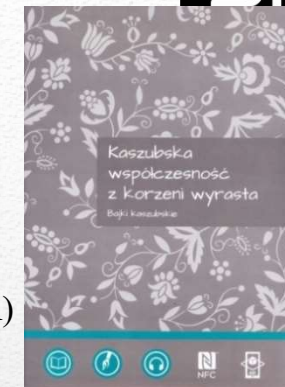 Kaszubska
współczesność
z korzeni wyrasta
Bajki kaszubskie
)
NFC